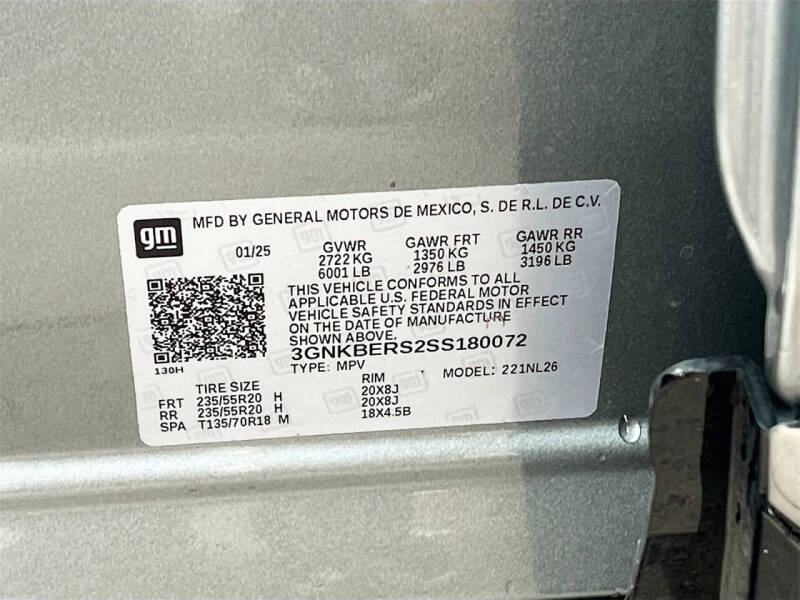 gm
MFD BY GENERAL MOTORS DE MEXICO, S. DE R.L. DE C.V.
01/25 GVWR GAWR FRT GAWR RR
2722 KG 1350 KG 1450 KG
6001 LB 2976 LB 3196 LB
THIS VEHICLE CONFORMS TO ALL
APPLICABLE U.S. FEDERAL MOTOR
VEHICLE SAFETY STANDARDS IN EFFECT
ON THE DATE OF MANUFACTURE
SHOWN ABOVE.
3GNKBERS2SS180072
130H
TYPE: MPV MODEL: 221NL26
TIRE SIZE RIM
FRT 235/55R20 H 20X8J
RR 235/55R20 H 20X8J
SPA T135/70R18 M 18X4.5B